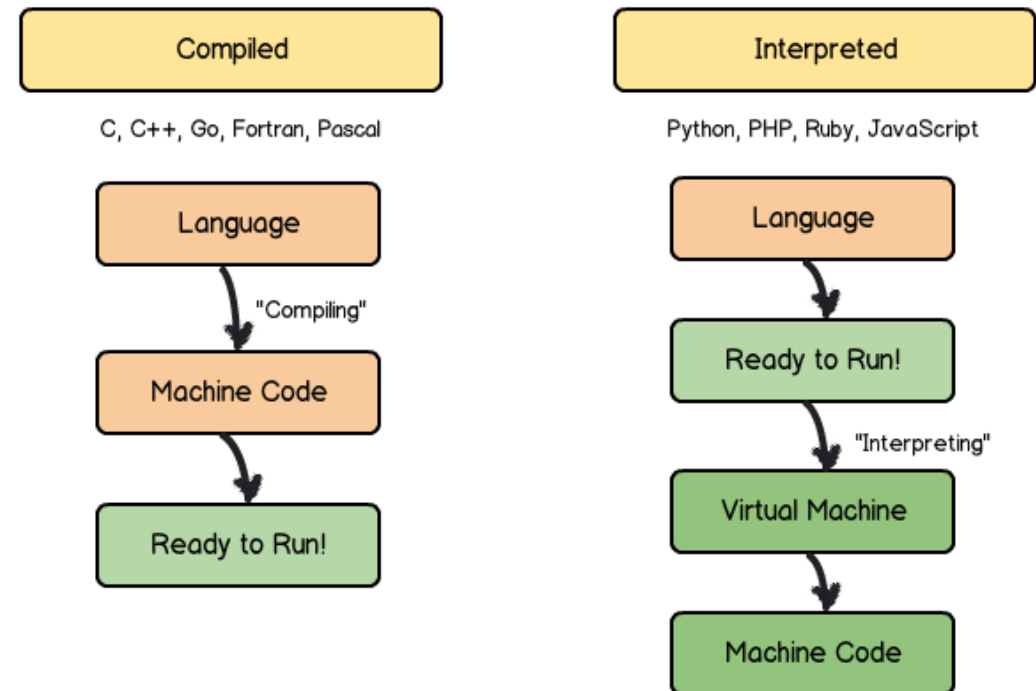 Compiled
C, C++, Go, Fortran, Pascal
Language
"Compiling"
Machine Code
Ready to Run!
Interpreted
Python, PHP, Ruby, JavaScript
Language
Ready to Run!
"Interpreting"
Virtual Machine
Machine Code